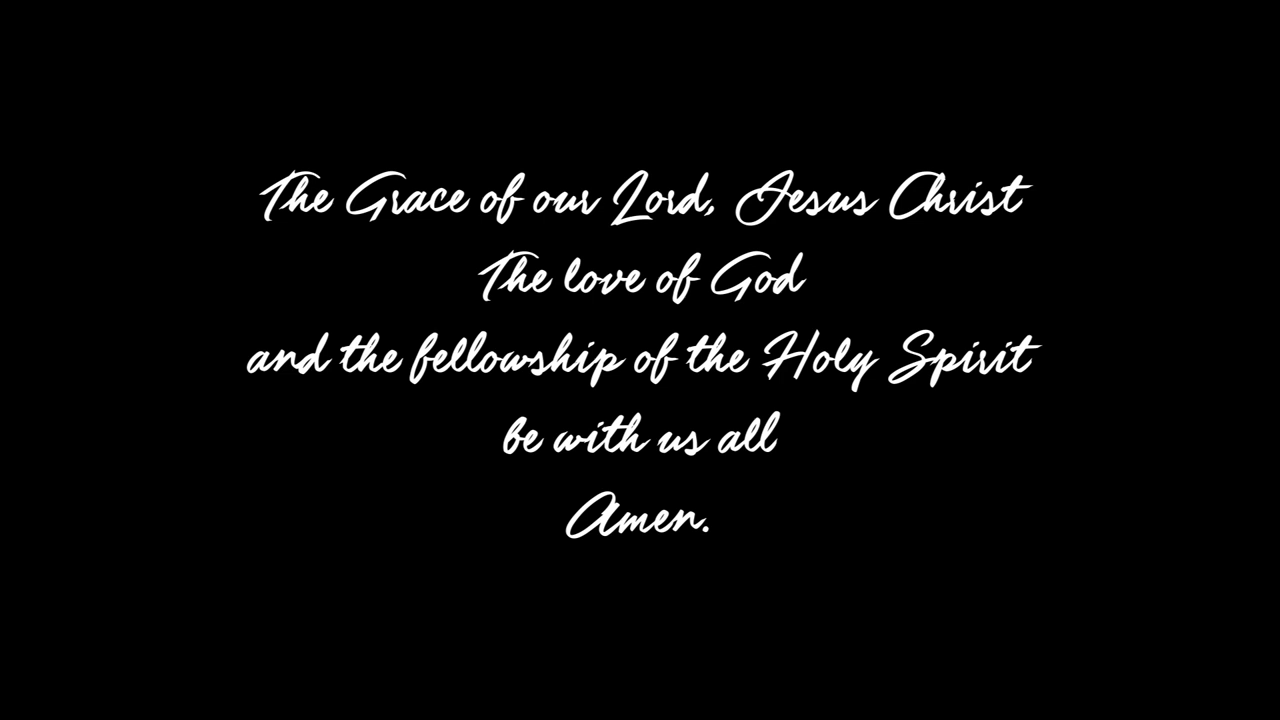 The Grace of our Lord, Jesus Christ
The love of God
and the fellowship of the Holy Spirit
be with us all
Amen.